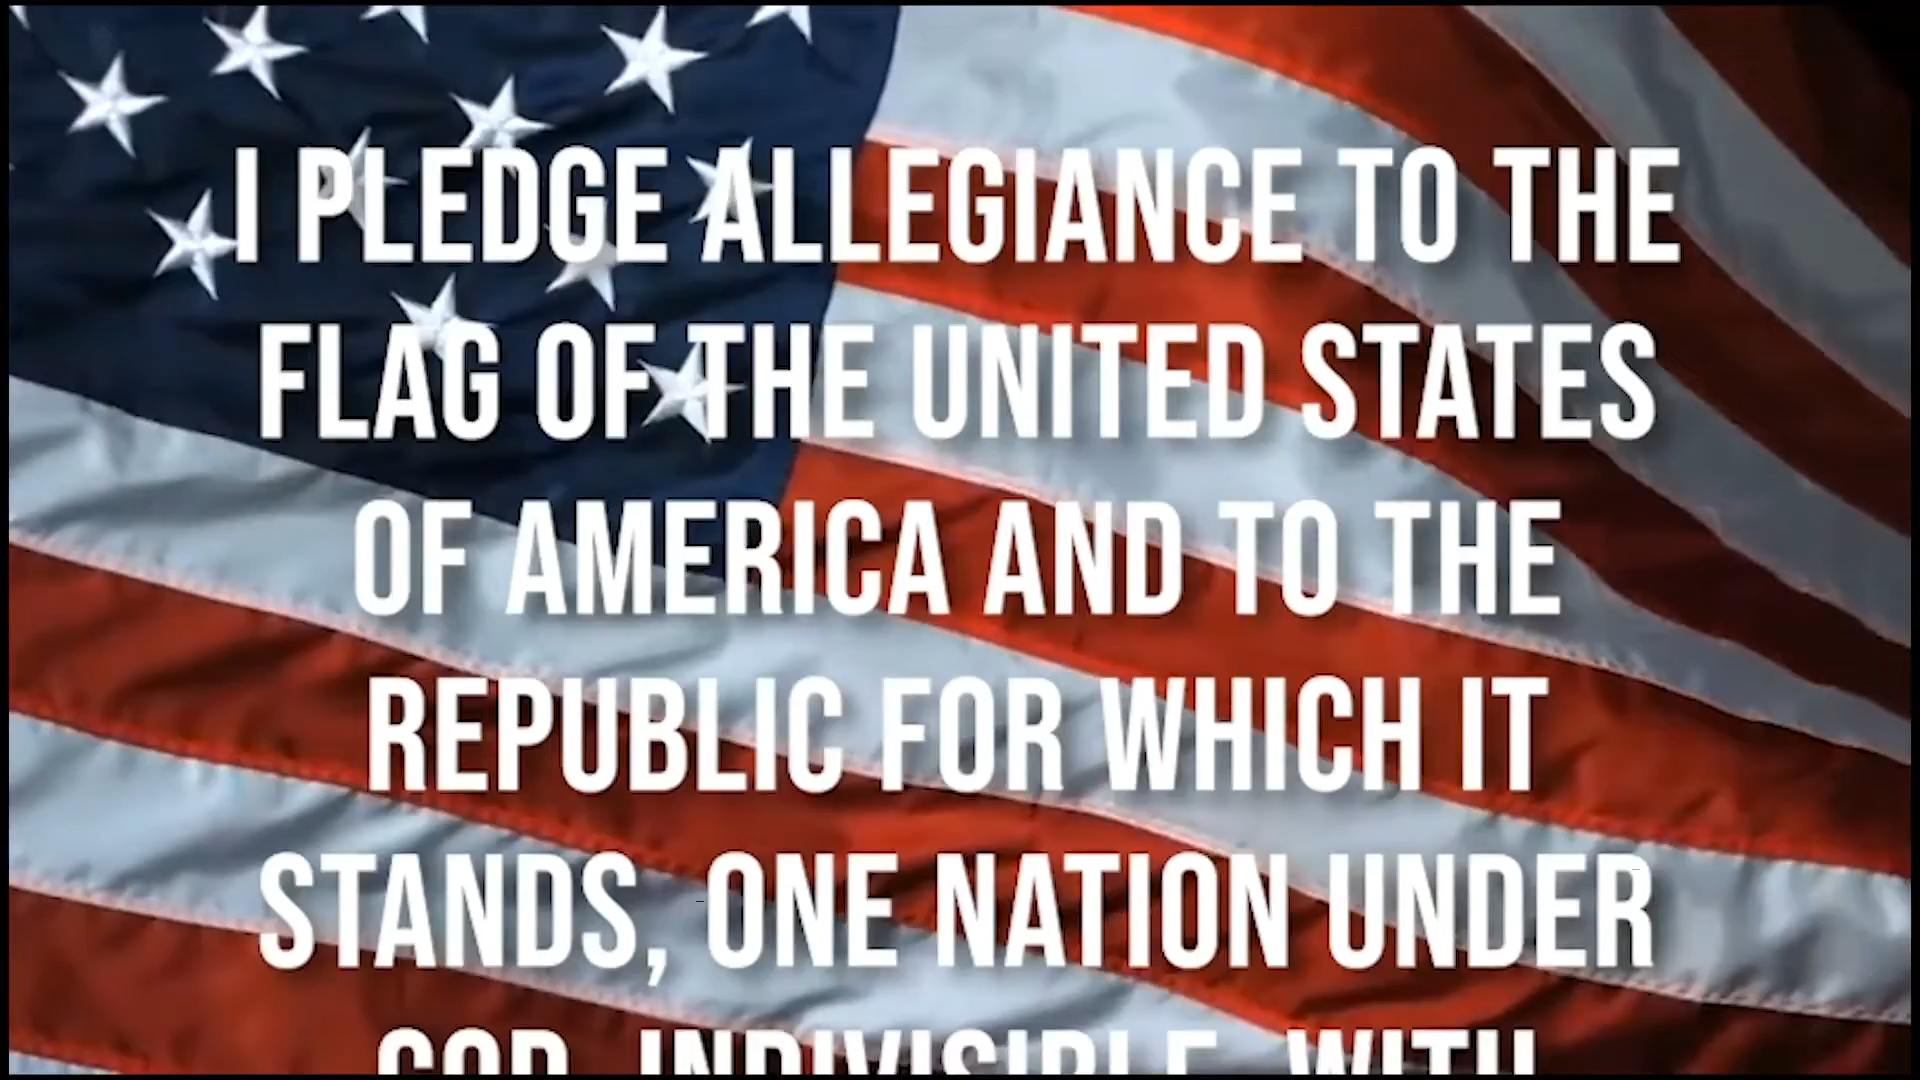 I PLEDGE ALLEGIANCE TO THE
FLAG OF THE UNITED STATES
OF AMERICA AND TO THE
REPUBLIC FOR WHICH IT
STANDS, ONE NATION UNDER
GOD, INDIVISIBLE, WITH